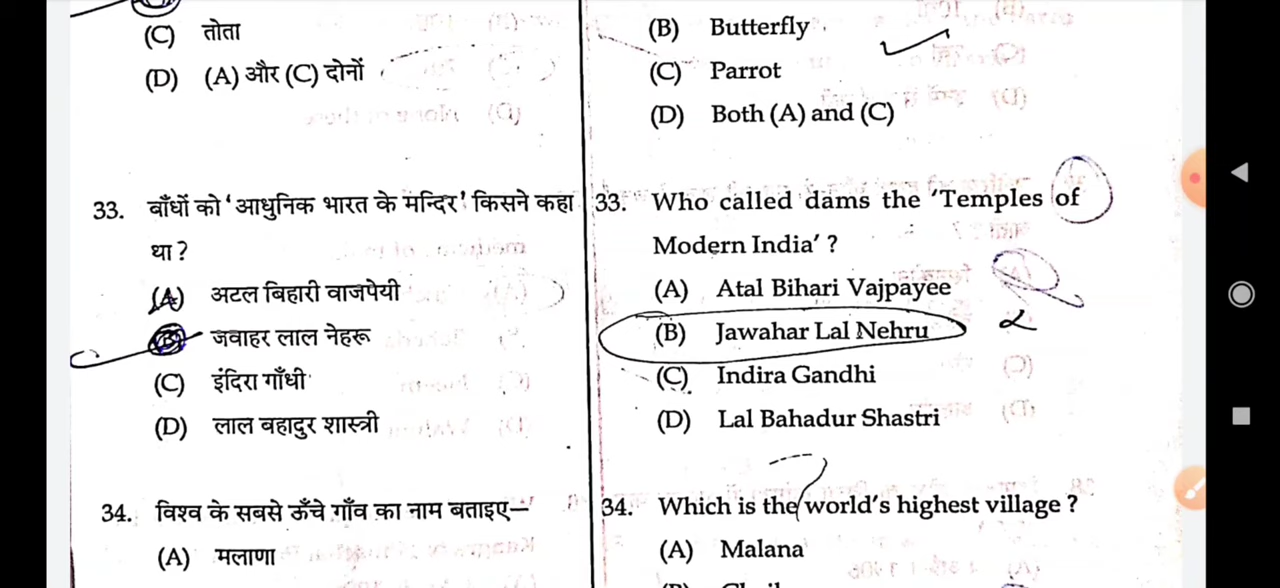 (C) तोता
(D) (A) और (C) दोनों
33. बाँधों को 'आधुनिक भारत के मन्दिर' किसने कहा
था ?
(A) अटल बिहारी वाजपेयी
(B) जवाहर लाल नेहरू
(C) इंदिरा गाँधी
(D) लाल बहादुर शास्त्री
34. विश्व के सबसे ऊँचे गाँव का नाम बताइए—
(A) मलाणा
(B) Butterfly
(C) Parrot
(D) Both (A) and (C)
33. Who called dams the 'Temples of
Modern India' ?
(A) Atal Bihari Vajpayee
(B) Jawahar Lal Nehru
(C) Indira Gandhi
(D) Lal Bahadur Shastri
34. Which is the world's highest village ?
(A) Malana